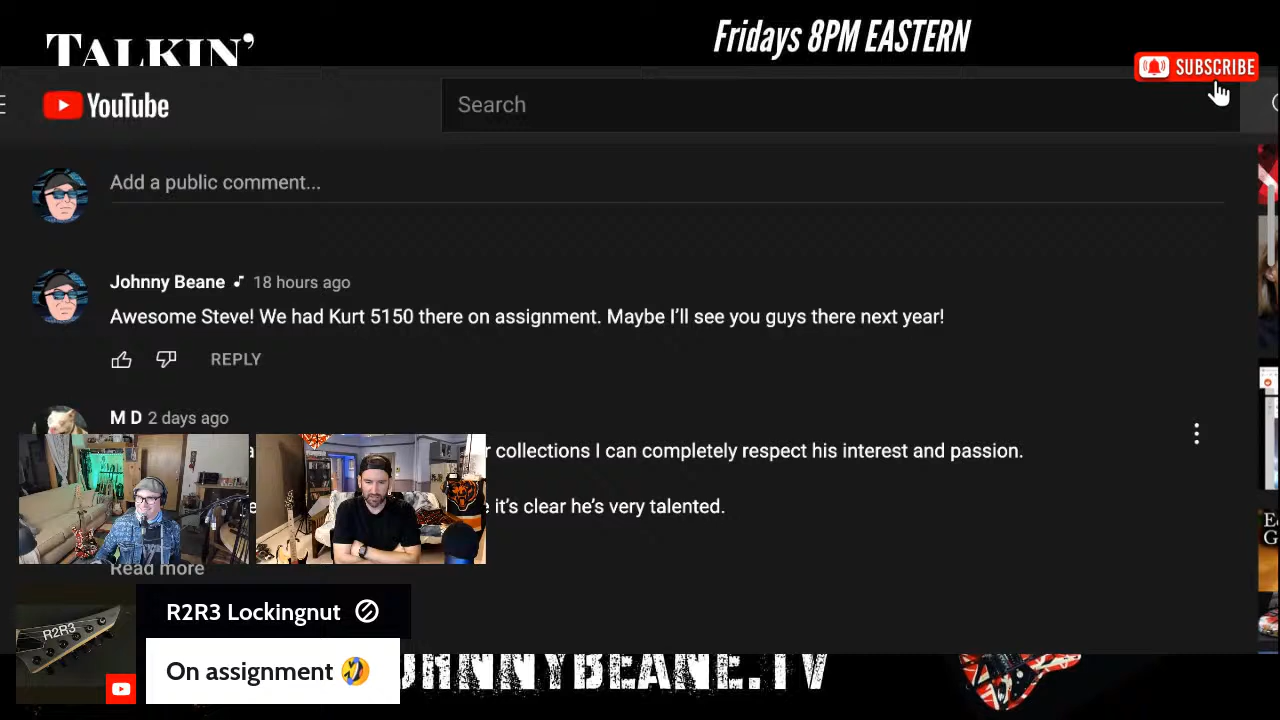 TALKIN'
Fridays 8PM EASTERN
SUBSCRIBE
YouTube
Search
Add a public comment...
Johnny Beane 18 hours ago
Awesome Steve! We had Kurt 5150 there on assignment. Maybe I'll see you guys there next year!
REPLY
M D 2 days ago
collections I can completely respect his interest and passion.
it's clear he's very talented.
Read more
R2R3
R2R3 Lockingnut
On assignment 🤣
JOHNNYBEANE.TV